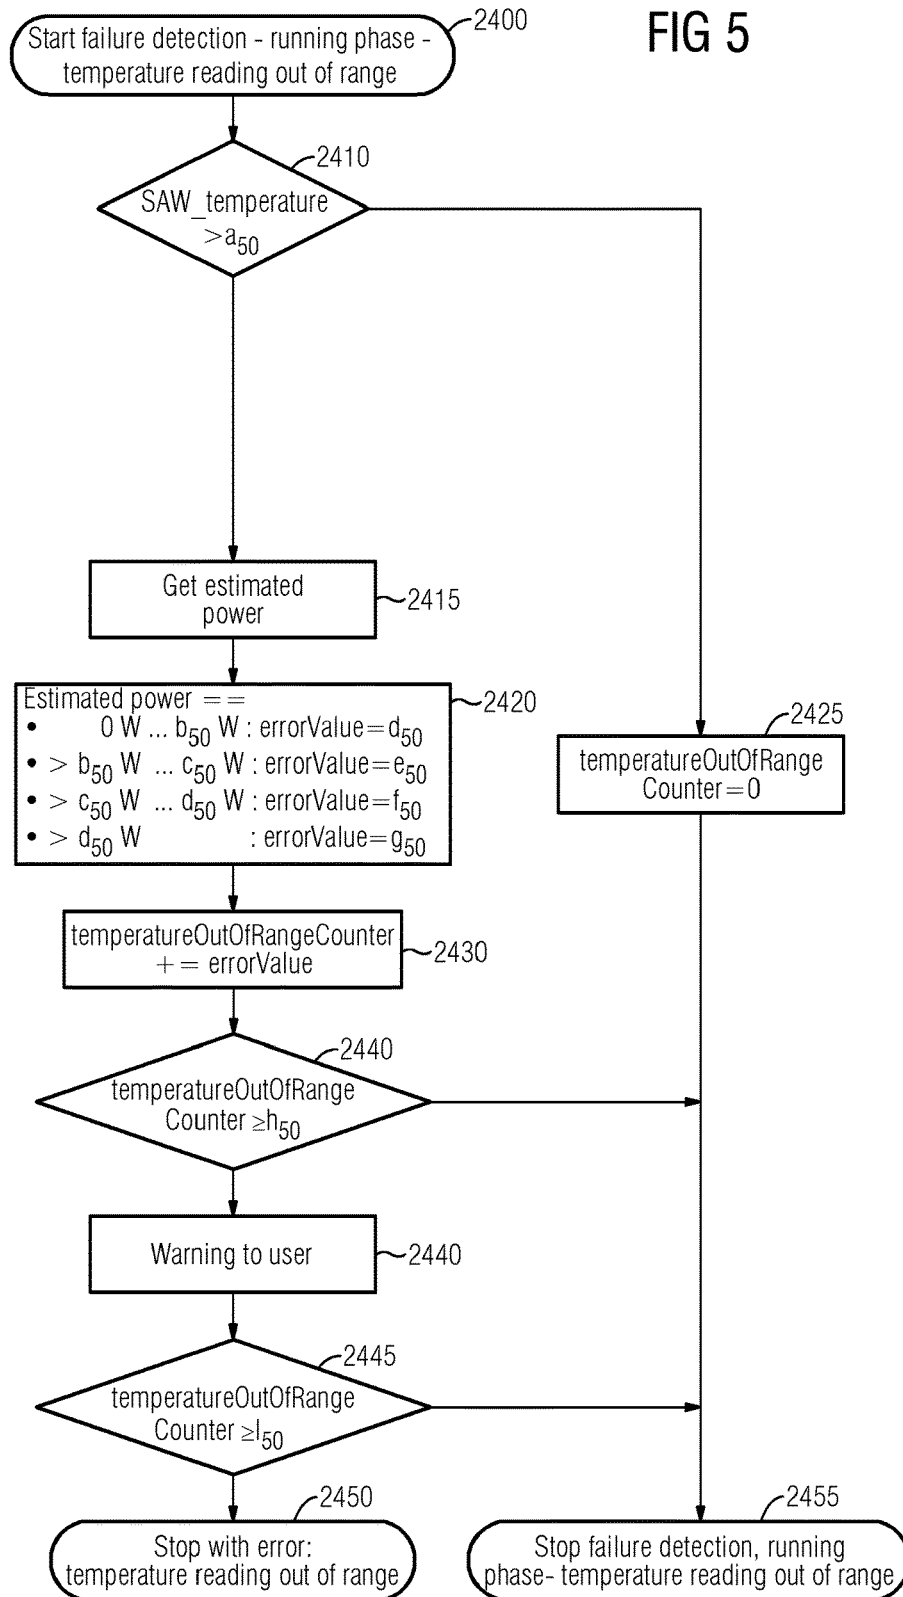 FIG 5
Start failure detection - running phase -
temperature reading out of range
2400
2410
SAW_temperature
>a50
Get estimated
power
2415
Estimated power ==
• 0 W ... b50 W : errorValue=d50
• > b50 W ... c50 W : errorValue=e50
• > c50 W ... d50 W : errorValue=f50
• > d50 W : errorValue=g50
2420
2425
temperatureOutOfRange
Counter=0
temperatureOutOfRangeCounter
+= errorValue
2430
2440
temperatureOutOfRange
Counter ≥h50
Warning to user
2440
2445
temperatureOutOfRange
Counter ≥l50
2450
Stop with error:
temperature reading out of range
2455
Stop failure detection, running
phase- temperature reading out of range